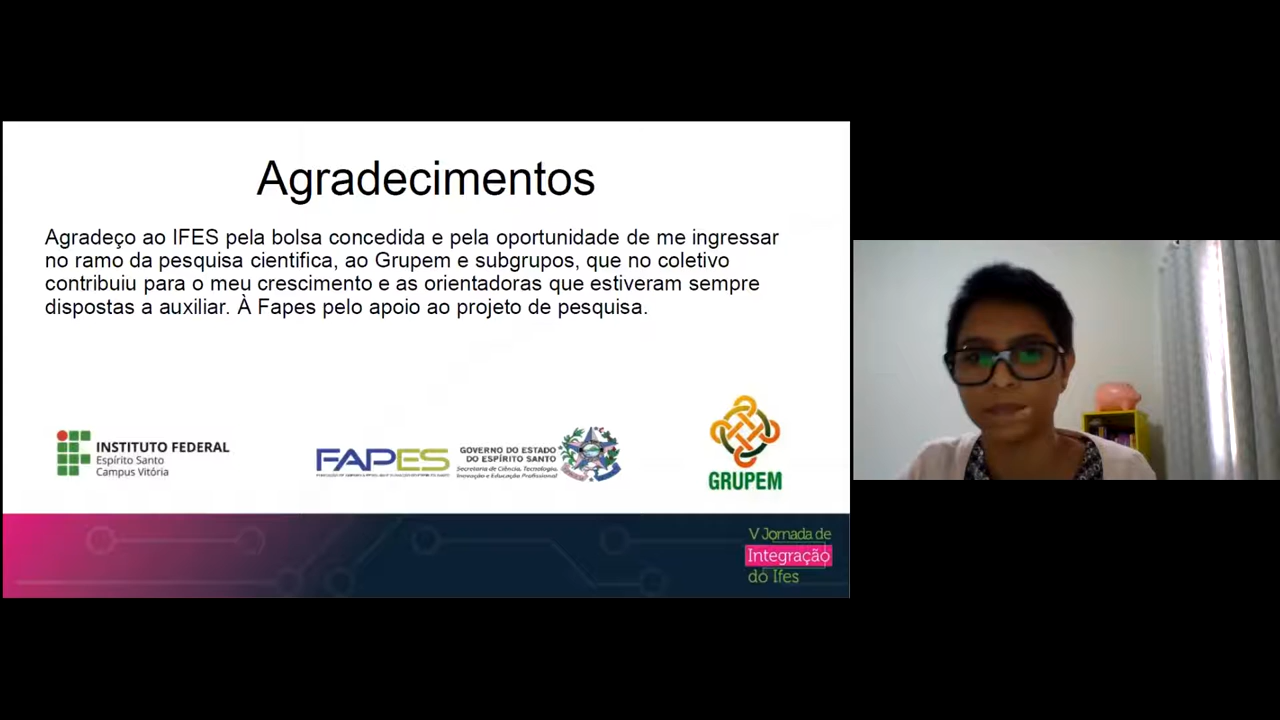 Agradecimentos
Agradeço ao IFES pela bolsa concedida e pela oportunidade de me ingressar
no ramo da pesquisa cientifica, ao Grupem e subgrupos, que no coletivo
contribuiu para o meu crescimento e as orientadoras que estiveram sempre
dispostas a auxiliar. À Fapes pelo apoio ao projeto de pesquisa.
INSTITUTO FEDERAL
Espírito Santo
Campus Vitória
FAPES
GOVERNO DO ESTADO
DO ESPÍRITO SANTO
Secretaria de Ciência, Tecnologia,
Inovação e Educação Profissional
GRUPEM
V Jornada de
Integração
do Ifes